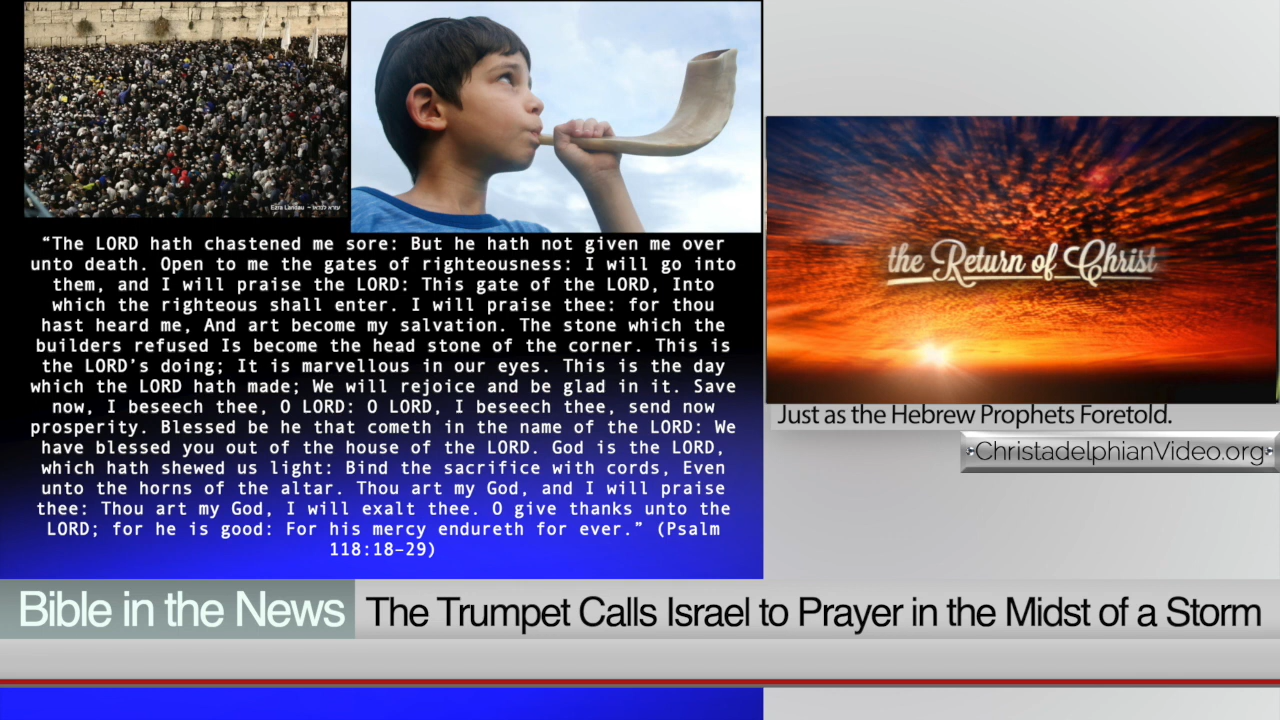 Ezra Landau - עזרא לנדאו
“The LORD hath chastened me sore: But he hath not given me over
unto death. Open to me the gates of righteousness: I will go into
them, and I will praise the LORD: This gate of the LORD, Into
which the righteous shall enter. I will praise thee: for thou
hast heard me, And art become my salvation. The stone which the
builders refused Is become the head stone of the corner. This is
the LORD’s doing; It is marvellous in our eyes. This is the day
which the LORD hath made; We will rejoice and be glad in it. Save
now, I beseech thee, O LORD: O LORD, I beseech thee, send now
prosperity. Blessed be he that cometh in the name of the LORD: We
have blessed you out of the house of the LORD. God is the LORD,
which hath shewed us light: Bind the sacrifice with cords, Even
unto the horns of the altar. Thou art my God, and I will praise
thee: Thou art my God, I will exalt thee. O give thanks unto the
LORD; for he is good: For his mercy endureth for ever.” (Psalm
118:18–29)
the Return of Christ
Just as the Hebrew Prophets Foretold.
ChristadelphianVideo.org
Bible in the News
The Trumpet Calls Israel to Prayer in the Midst of a Storm